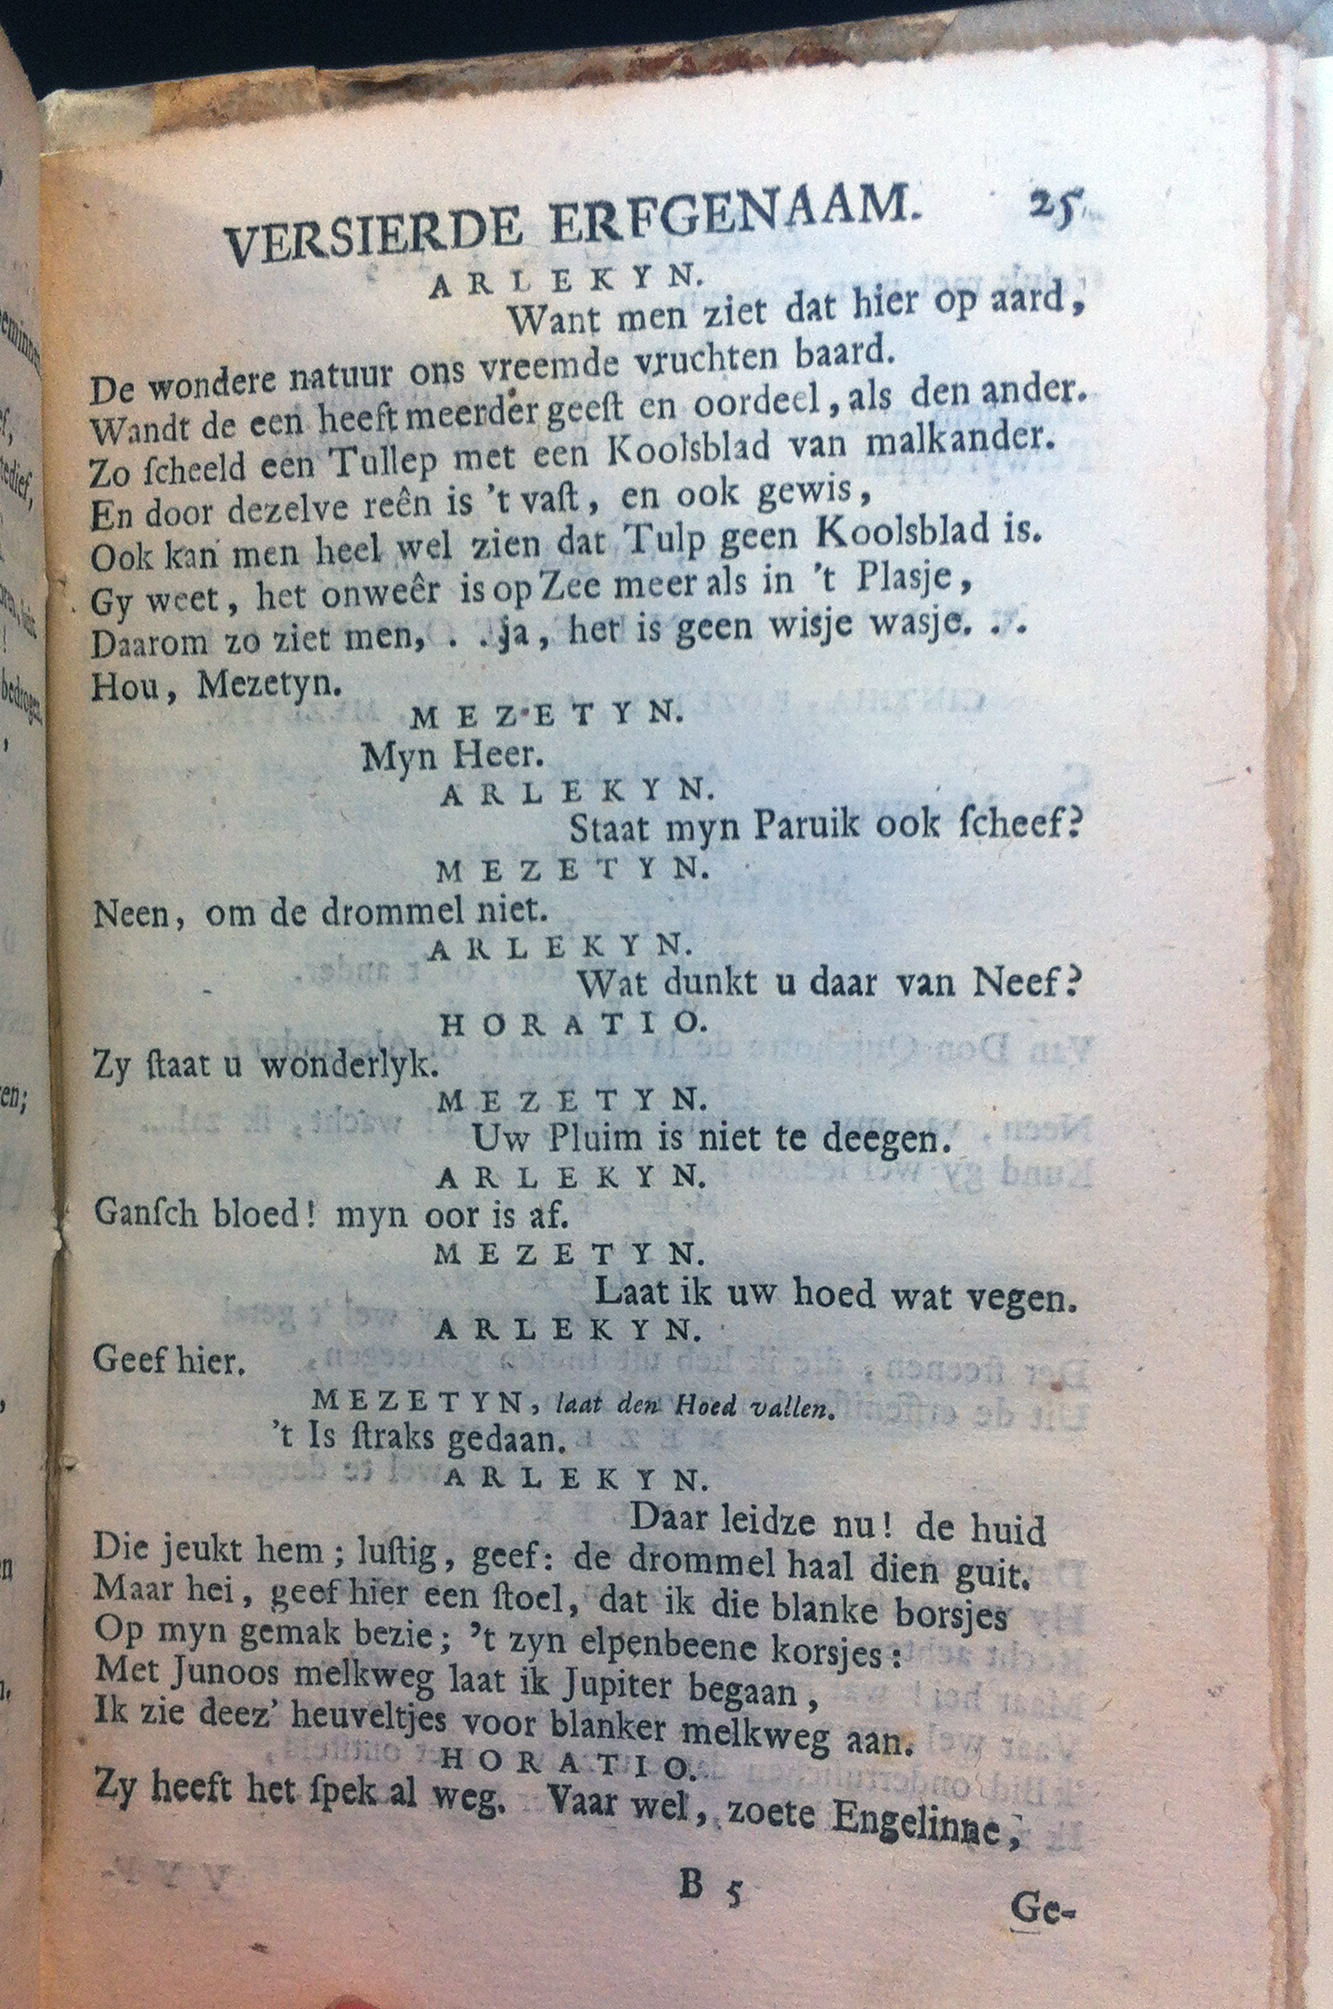 VERSIERDE ERFGENAAM. 25
ARLEKYN.
Want men ziet dat hier op aard,
De wondere natuur ons vreemde vruchten baard.
Wandt de een heeft meerder geeſt en oordeel, als den ander.
Zo ſcheeld een Tullep met een Koolsblad van malkander.
En door dezelve reên is 't vaſt, en ook gewis,
Ook kan men heel wel zien dat Tulp geen Koolsblad is.
Gy weet, het onweêr is op Zee meer als in 't Plasje,
Daarom zo ziet men, . . ja, het is geen wisje wasje. . .
Hou, Mezetyn.
MEZETYN.
Myn Heer.
ARLEKYN.
Staat myn Paruik ook ſcheef?
MEZETYN.
Neen, om de drommel niet.
ARLEKYN.
Wat dunkt u daar van Neef?
HORATIO.
Zy ſtaat u wonderlyk.
MEZETYN.
Uw Pluim is niet te deegen.
ARLEKYN.
Ganſch bloed! myn oor is af.
MEZETYN.
Laat ik uw hoed wat vegen.
ARLEKYN.
Geef hier.
MEZETYN, laat den Hoed vallen.
't Is ſtraks gedaan.
ARLEKYN.
Daar leidze nu! de huid
Die jeukt hem; luſtig, geef: de drommel haal dien guit.
Maar hei, geef hier een ſtoel, dat ik die blanke borsjes
Op myn gemak bezie; 't zyn elpenbeene korsjes:
Met Junoos melkweg laat ik Jupiter begaan,
Ik zie deez' heuveltjes voor blanker melkweg aan.
HORATIO.
Zy heeft het ſpek al weg. Vaar wel, zoete Engelinne,
B 5
Ge-